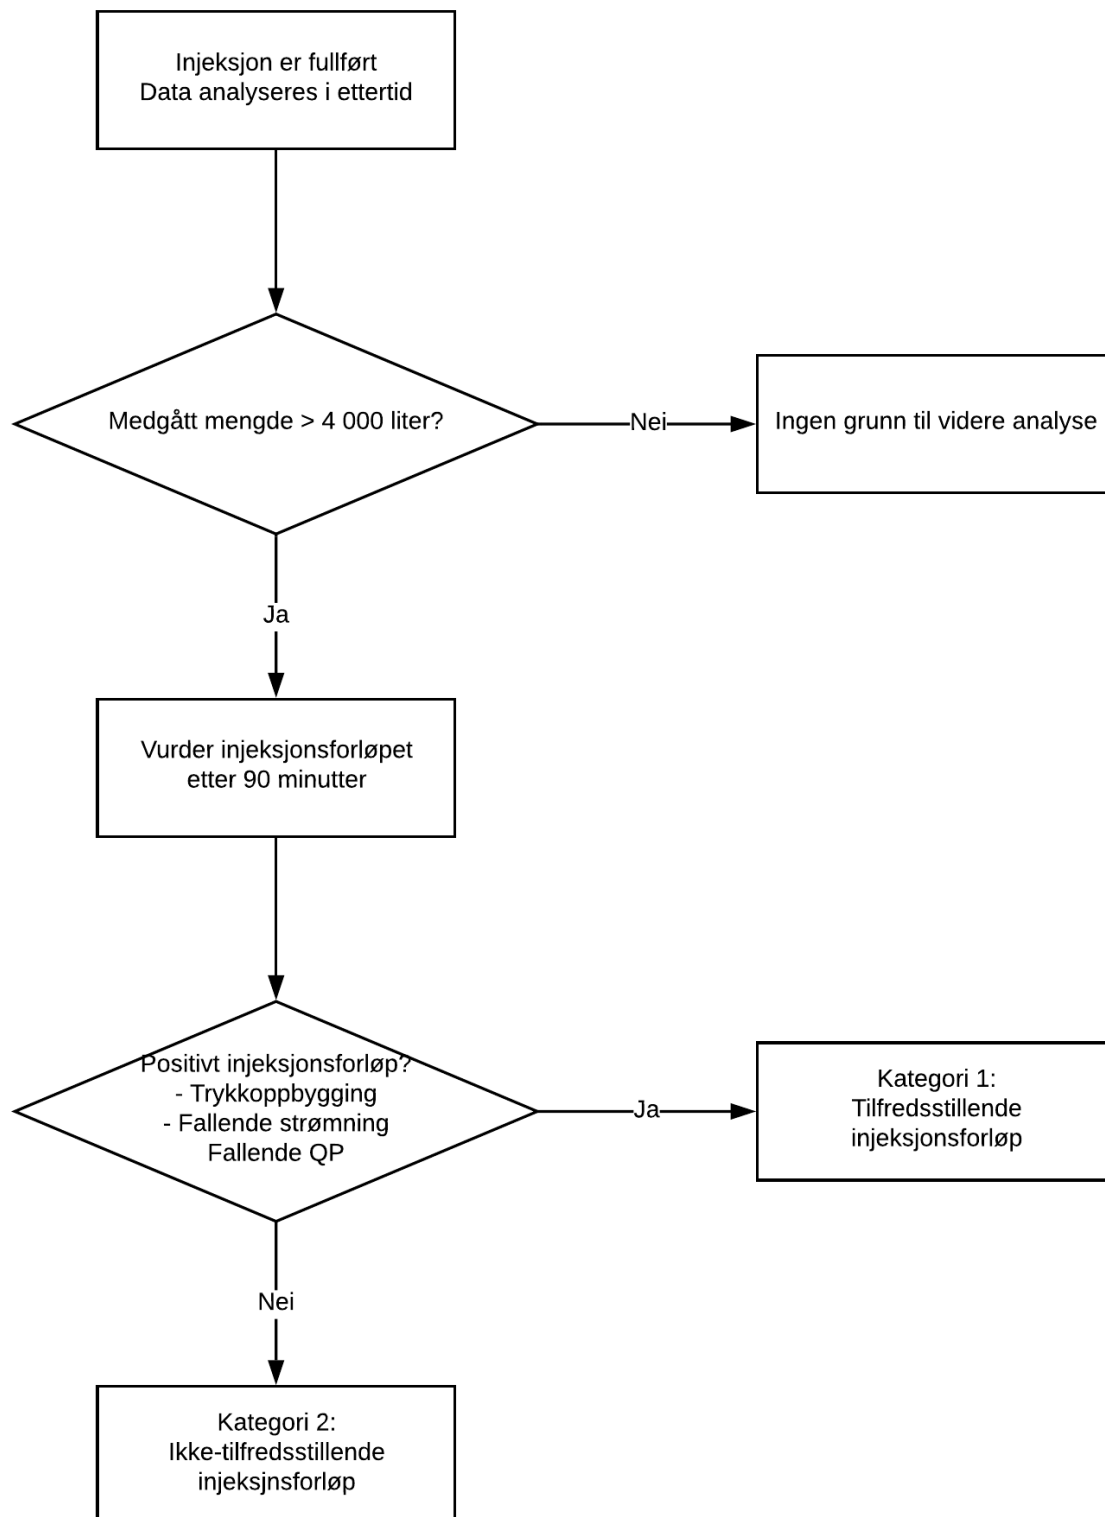 Injeksjon er fullført
Data analyseres i ettertid
Medgått mengde > 4 000 liter?
Nei
Ingen grunn til videre analyse
Ja
Vurder injeksjonsforløpet
etter 90 minutter
Positivt injeksjonsforløp?
- Trykkoppbygging
- Fallende strømning
Fallende QP
Ja
Kategori 1:
Tilfredsstillende
injeksjonsforløp
Nei
Kategori 2:
Ikke-tilfredsstillende
injeksjnsforløp